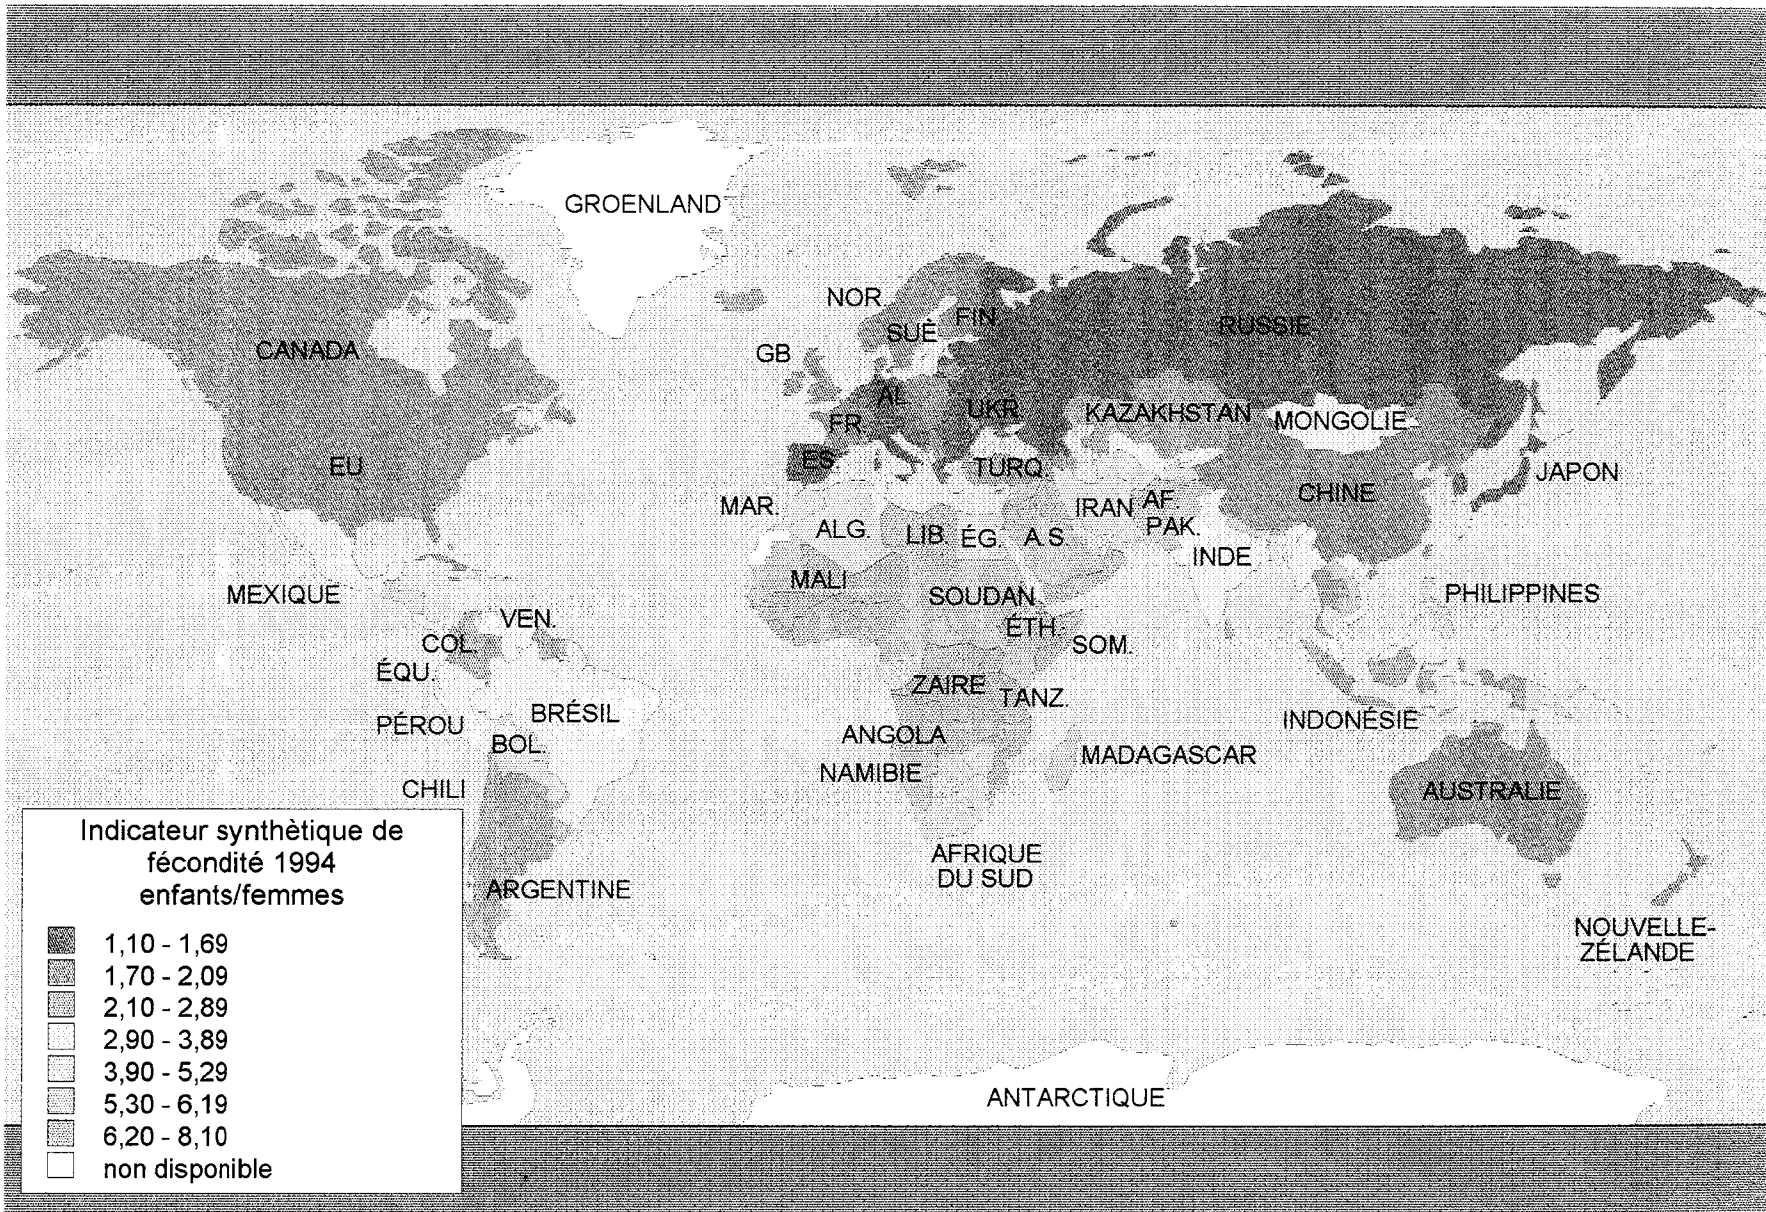 GROENLAND
NOR.
SUÈ
FIN
RUSSIE
CANADA
GB
AL
UKR
KAZAKHSTAN
MONGOLIE
FR.
EU
ES
TURQ.
CHINE
JAPON
MAR.
ALG.
LIB.
ÉG.
A.S.
IRAN
AF.
PAK.
INDE
MEXIQUE
MALI
SOUDAN
PHILIPPINES
VEN.
COL.
ÉTH.
SOM.
ÉQU.
ZAIRE
TANZ.
PÉROU
BRÉSIL
BOL.
ANGOLA
MADAGASCAR
INDONÉSIE
NAMIBIE
CHILI
AUSTRALIE
AFRIQUE
DU SUD
ARGENTINE
NOUVELLE-
ZÉLANDE
ANTARCTIQUE
Indicateur synthètique de
fécondité 1994
enfants/femmes
1,10 - 1,69
1,70 - 2,09
2,10 - 2,89
2,90 - 3,89
3,90 - 5,29
5,30 - 6,19
6,20 - 8,10
non disponible